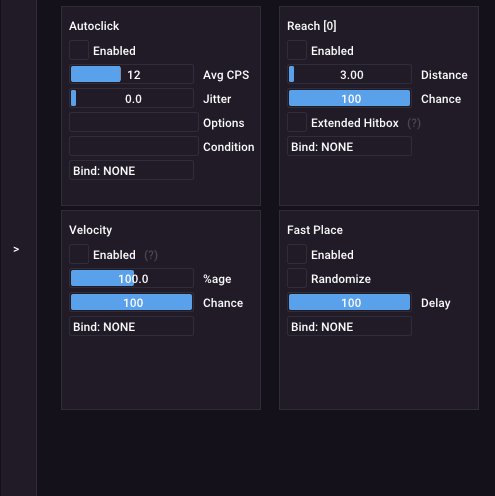 Autoclick
Enabled
12 Avg CPS
0.0 Jitter
Options
Condition
Bind: NONE
Reach [0]
Enabled
3.00 Distance
100 Chance
Extended Hitbox (?)
Bind: NONE
>
Velocity
Enabled (?)
100.0 %age
100 Chance
Bind: NONE
Fast Place
Enabled
Randomize
100 Delay
Bind: NONE